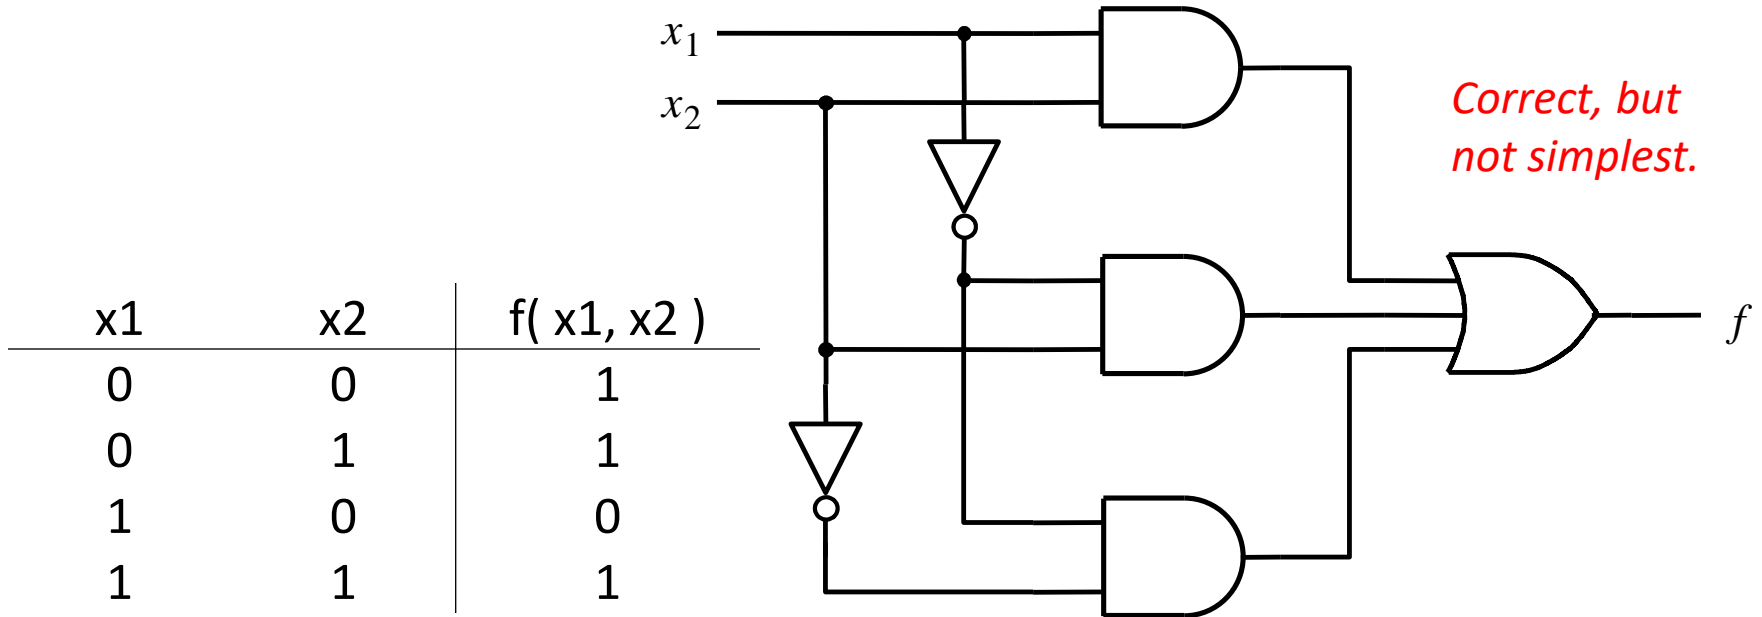 x1
x2
Correct, but
not simplest.
x1 x2 f( x1, x2 )
0 0 1
0 1 1
1 0 0
1 1 1
f